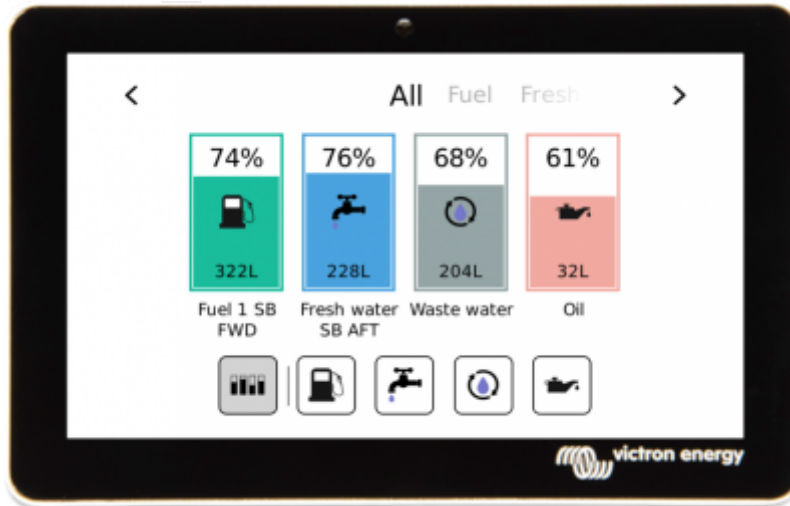 All Fuel Fresh
74% 76% 68% 61%
322L 228L 204L 32L
Fuel 1 SB Fresh water Waste water Oil
FWD SB AFT
victron energy